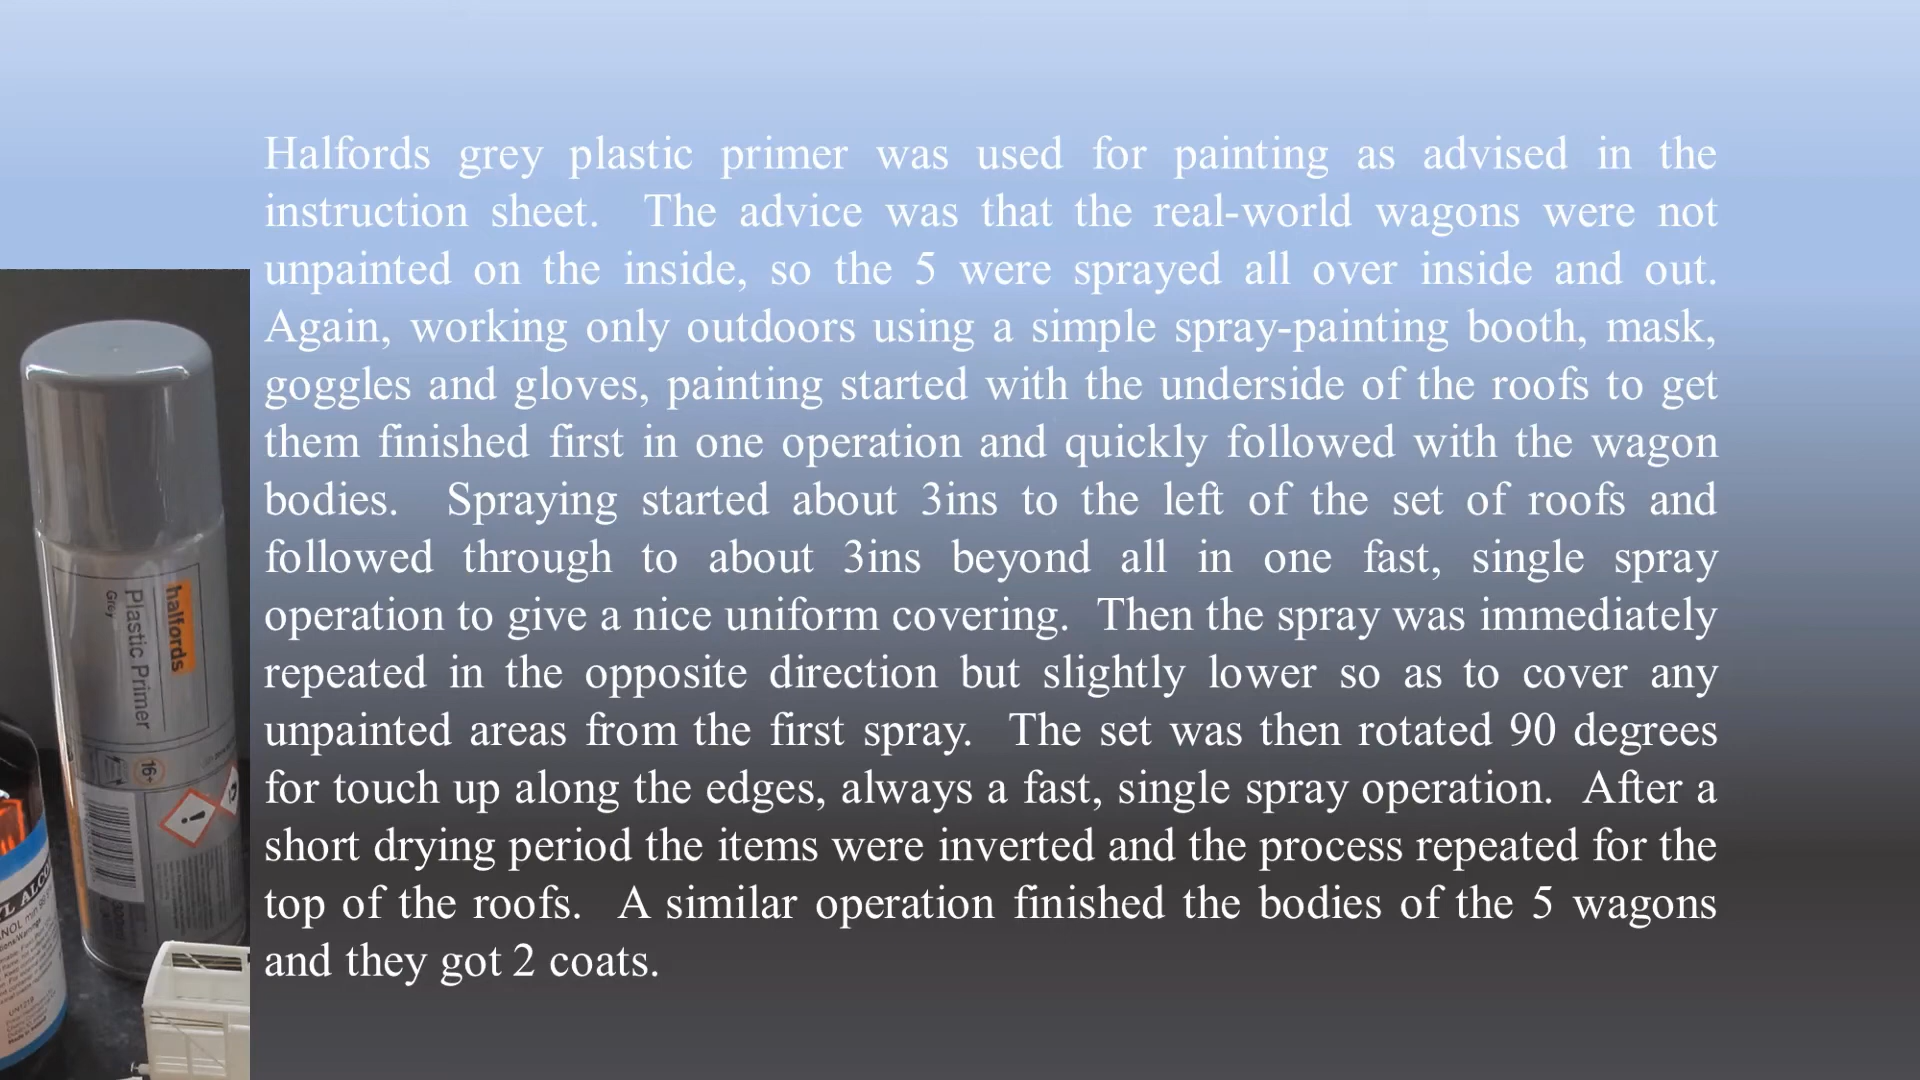 Halfords grey plastic primer was used for painting as advised in the
instruction sheet. The advice was that the real-world wagons were not
unpainted on the inside, so the 5 were sprayed all over inside and out.
Again, working only outdoors using a simple spray-painting booth, mask,
goggles and gloves, painting started with the underside of the roofs to get
them finished first in one operation and quickly followed with the wagon
bodies. Spraying started about 3ins to the left of the set of roofs and
followed through to about 3ins beyond all in one fast, single spray
operation to give a nice uniform covering. Then the spray was immediately
repeated in the opposite direction but slightly lower so as to cover any
unpainted areas from the first spray. The set was then rotated 90 degrees
for touch up along the edges, always a fast, single spray operation. After a
short drying period the items were inverted and the process repeated for the
top of the roofs. A similar operation finished the bodies of the 5 wagons
and they got 2 coats.
halfords
Plastic Primer
Grey
16+